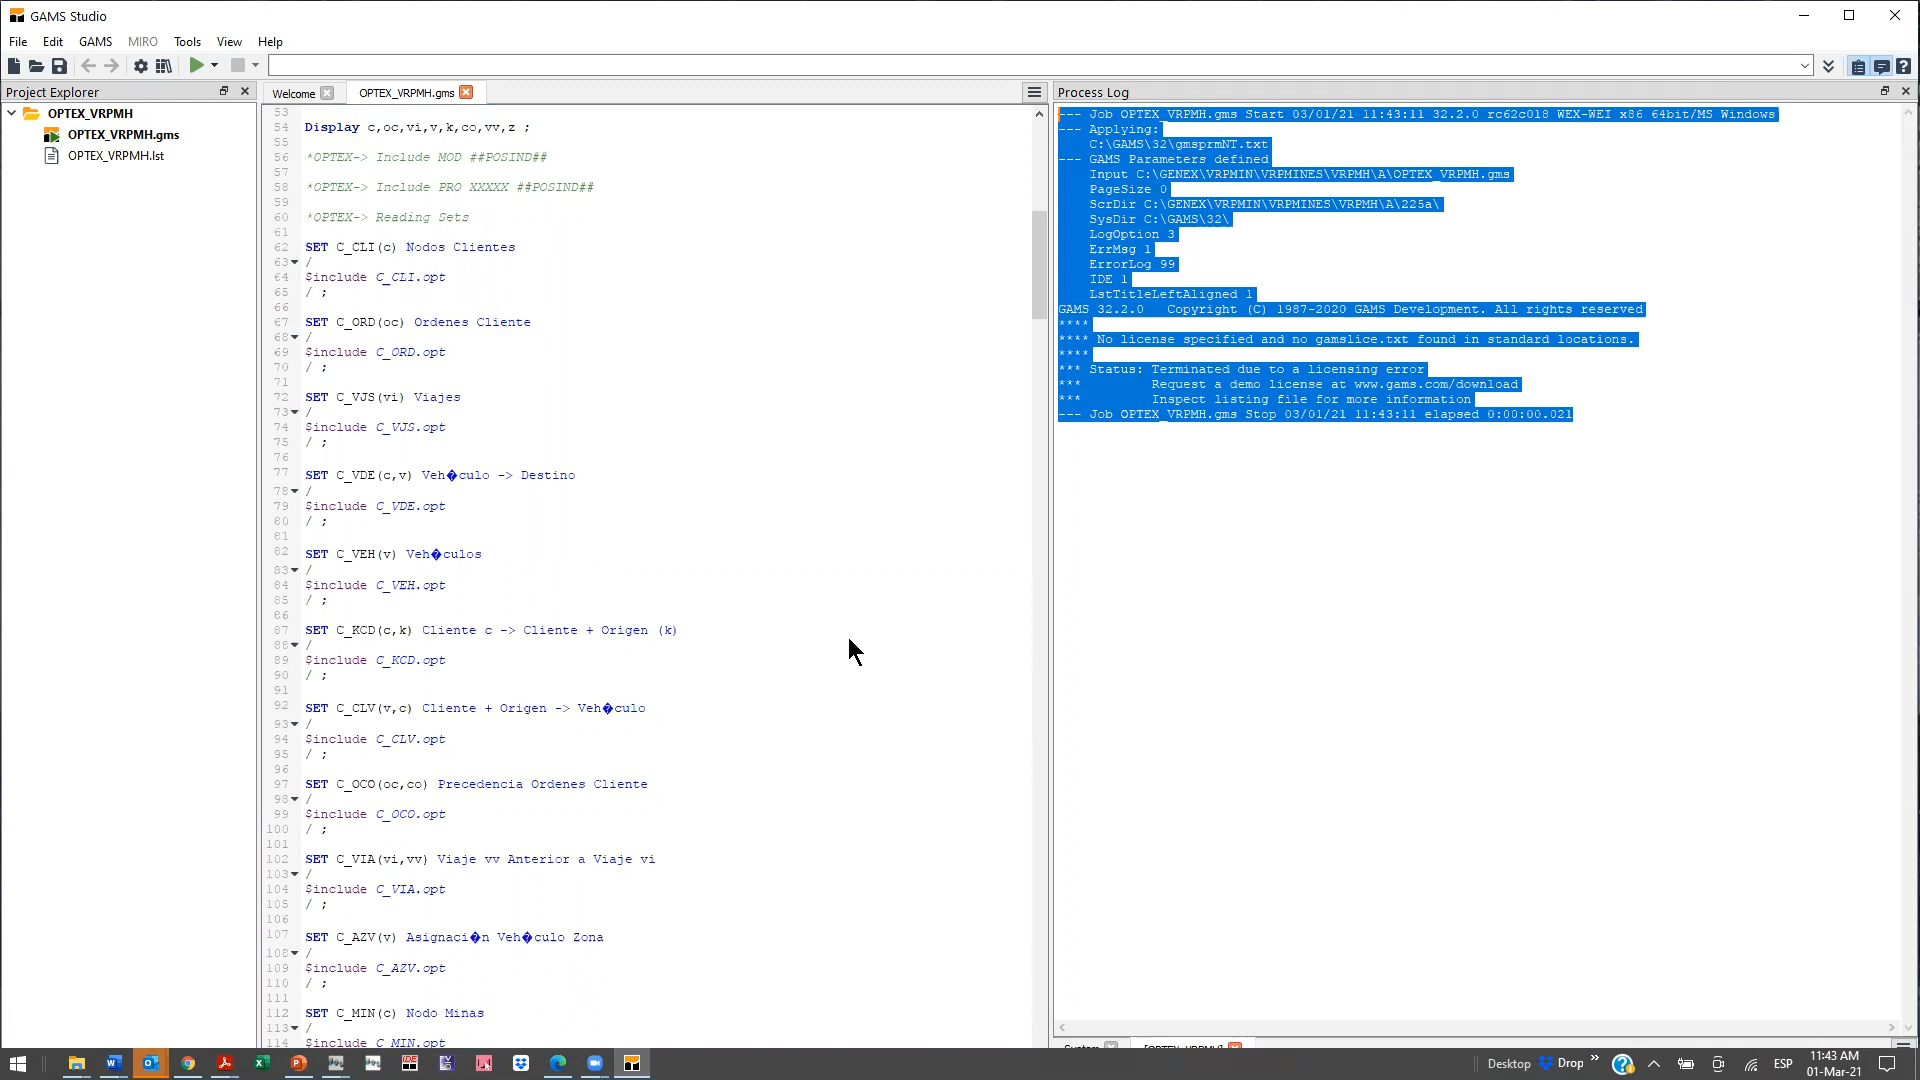 GAMS Studio
File Edit GAMS MIRO Tools View Help
Project Explorer
OPTEX_VRPMH
OPTEX_VRPMH.gms
OPTEX_VRPMH.lst
Welcome OPTEX_VRPMH.gms
53
54 Display c,oc,vi,v,k,co,vv,z ;
55
56 *OPTEX-> Include MOD ##POSIND##
57
58 *OPTEX-> Include PRO XXXXX ##POSIND##
59
60 *OPTEX-> Reading Sets
61
62 SET C_CLI(c) Nodos Clientes
63 /
64 $include C_CLI.opt
65 / ;
66
67 SET C_ORD(oc) Ordenes Cliente
68 /
69 $include C_ORD.opt
70 / ;
71
72 SET C_VJS(vi) Viajes
73 /
74 $include C_VJS.opt
75 / ;
76
77 SET C_VDE(c,v) Veh�culo -> Destino
78 /
79 $include C_VDE.opt
80 / ;
81
82 SET C_VEH(v) Veh�culos
83 /
84 $include C_VEH.opt
85 / ;
86
87 SET C_KCD(c,k) Cliente c -> Cliente + Origen (k)
88 /
89 $include C_KCD.opt
90 / ;
91
92 SET C_CLV(v,c) Cliente + Origen -> Veh�culo
93 /
94 $include C_CLV.opt
95 / ;
96
97 SET C_OCO(oc,co) Precedencia Ordenes Cliente
98 /
99 $include C_OCO.opt
100 / ;
101
102 SET C_VIA(vi,vv) Viaje vv Anterior a Viaje vi
103 /
104 $include C_VIA.opt
105 / ;
106
107 SET C_AZV(v) Asignaci�n Veh�culo Zona
108 /
109 $include C_AZV.opt
110 / ;
111
112 SET C_MIN(c) Nodo Minas
113 /
114 $include C_MIN.opt
Process Log
--- Job OPTEX_VRPMH.gms Start 03/01/21 11:43:11 32.2.0 rc62c018 WEX-WEI x86 64bit/MS Windows
--- Applying:
C:\GAMS\32\gmsprmNT.txt
--- GAMS Parameters defined
Input C:\GENEX\VRPMIN\VRPMINES\VRPMH\A\OPTEX_VRPMH.gms
PageSize 0
ScrDir C:\GENEX\VRPMIN\VRPMINES\VRPMH\A\225a\
SysDir C:\GAMS\32\
LogOption 3
ErrMsg 1
ErrorLog 99
IDE 1
LstTitleLeftAligned 1
GAMS 32.2.0 Copyright (C) 1987-2020 GAMS Development. All rights reserved
****
**** No license specified and no gamslice.txt found in standard locations.
****
*** Status: Terminated due to a licensing error
*** Request a demo license at www.gams.com/download
*** Inspect listing file for more information
--- Job OPTEX_VRPMH.gms Stop 03/01/21 11:43:11 elapsed 0:00:00.021
Desktop Drop ESP 11:43 AM
01-Mar-21